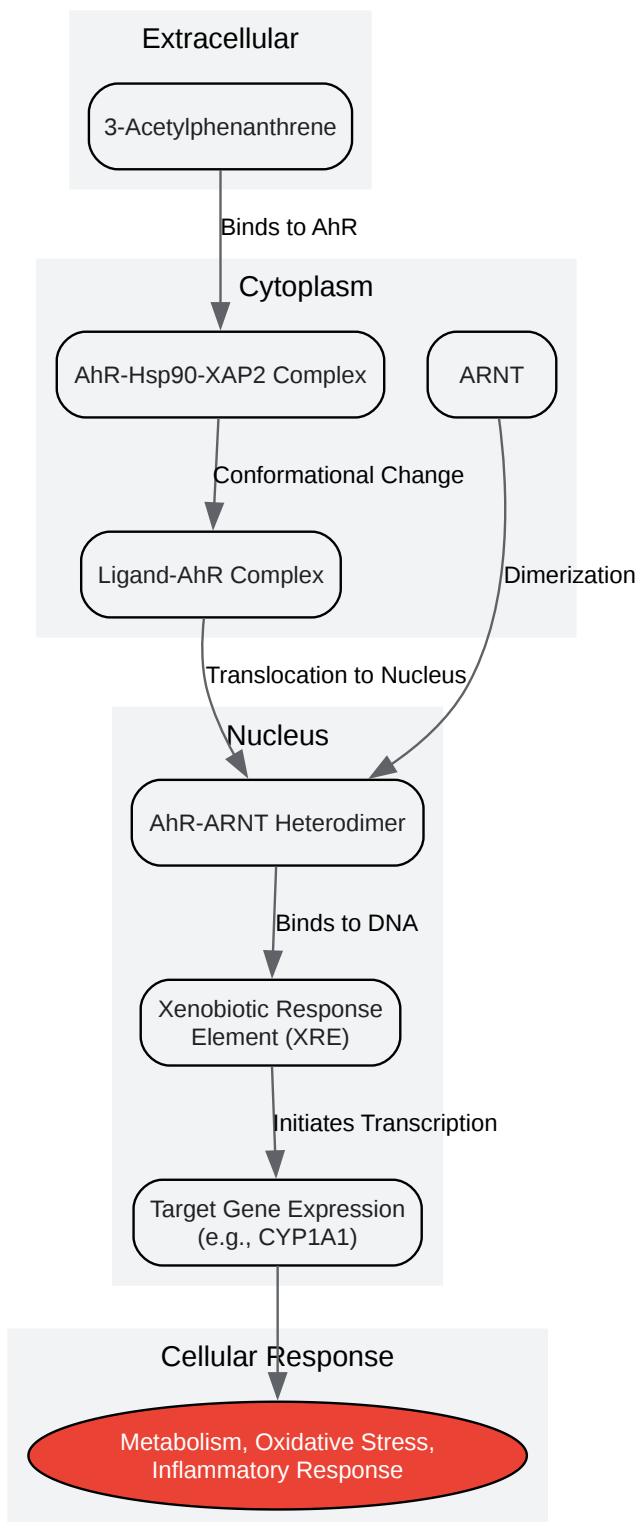 Extracellular
3-Acetylphenanthrene
Binds to AhR
Cytoplasm
AhR-Hsp90-XAP2 Complex
ARNT
Conformational Change
Ligand-AhR Complex
Dimerization
Translocation to Nucleus
Nucleus
AhR-ARNT Heterodimer
Binds to DNA
Xenobiotic Response
Element (XRE)
Initiates Transcription
Target Gene Expression
(e.g., CYP1A1)
Cellular Response
Metabolism, Oxidative Stress,
Inflammatory Response